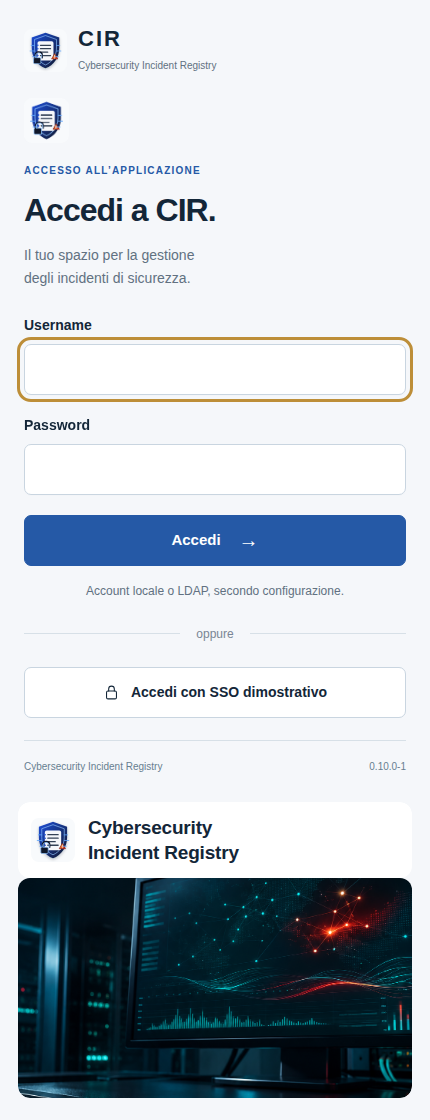 CIR
Cybersecurity Incident Registry
ACCESSO ALL'APPLICAZIONE
Accedi a CIR.
Il tuo spazio per la gestione
degli incidenti di sicurezza.
Username
Password
Accedi →
Account locale o LDAP, secondo configurazione.
oppure
Accedi con SSO dimostrativo
Cybersecurity Incident Registry
0.10.0-1
Cybersecurity
Incident Registry